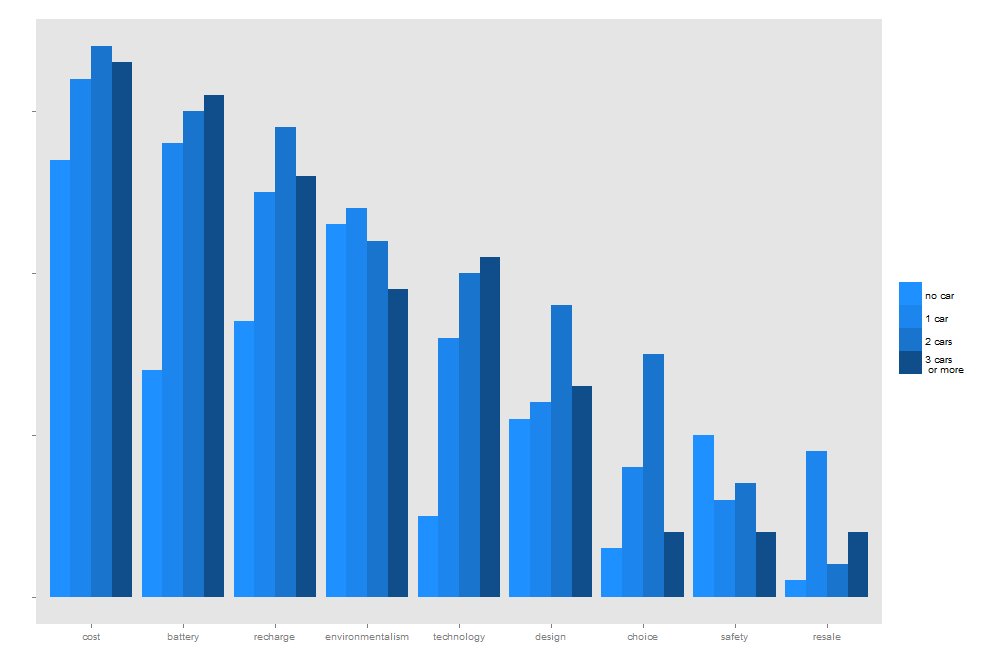 no car
1 car
2 cars
3 cars
or more
cost battery recharge environmentalism technology design choice safety resale